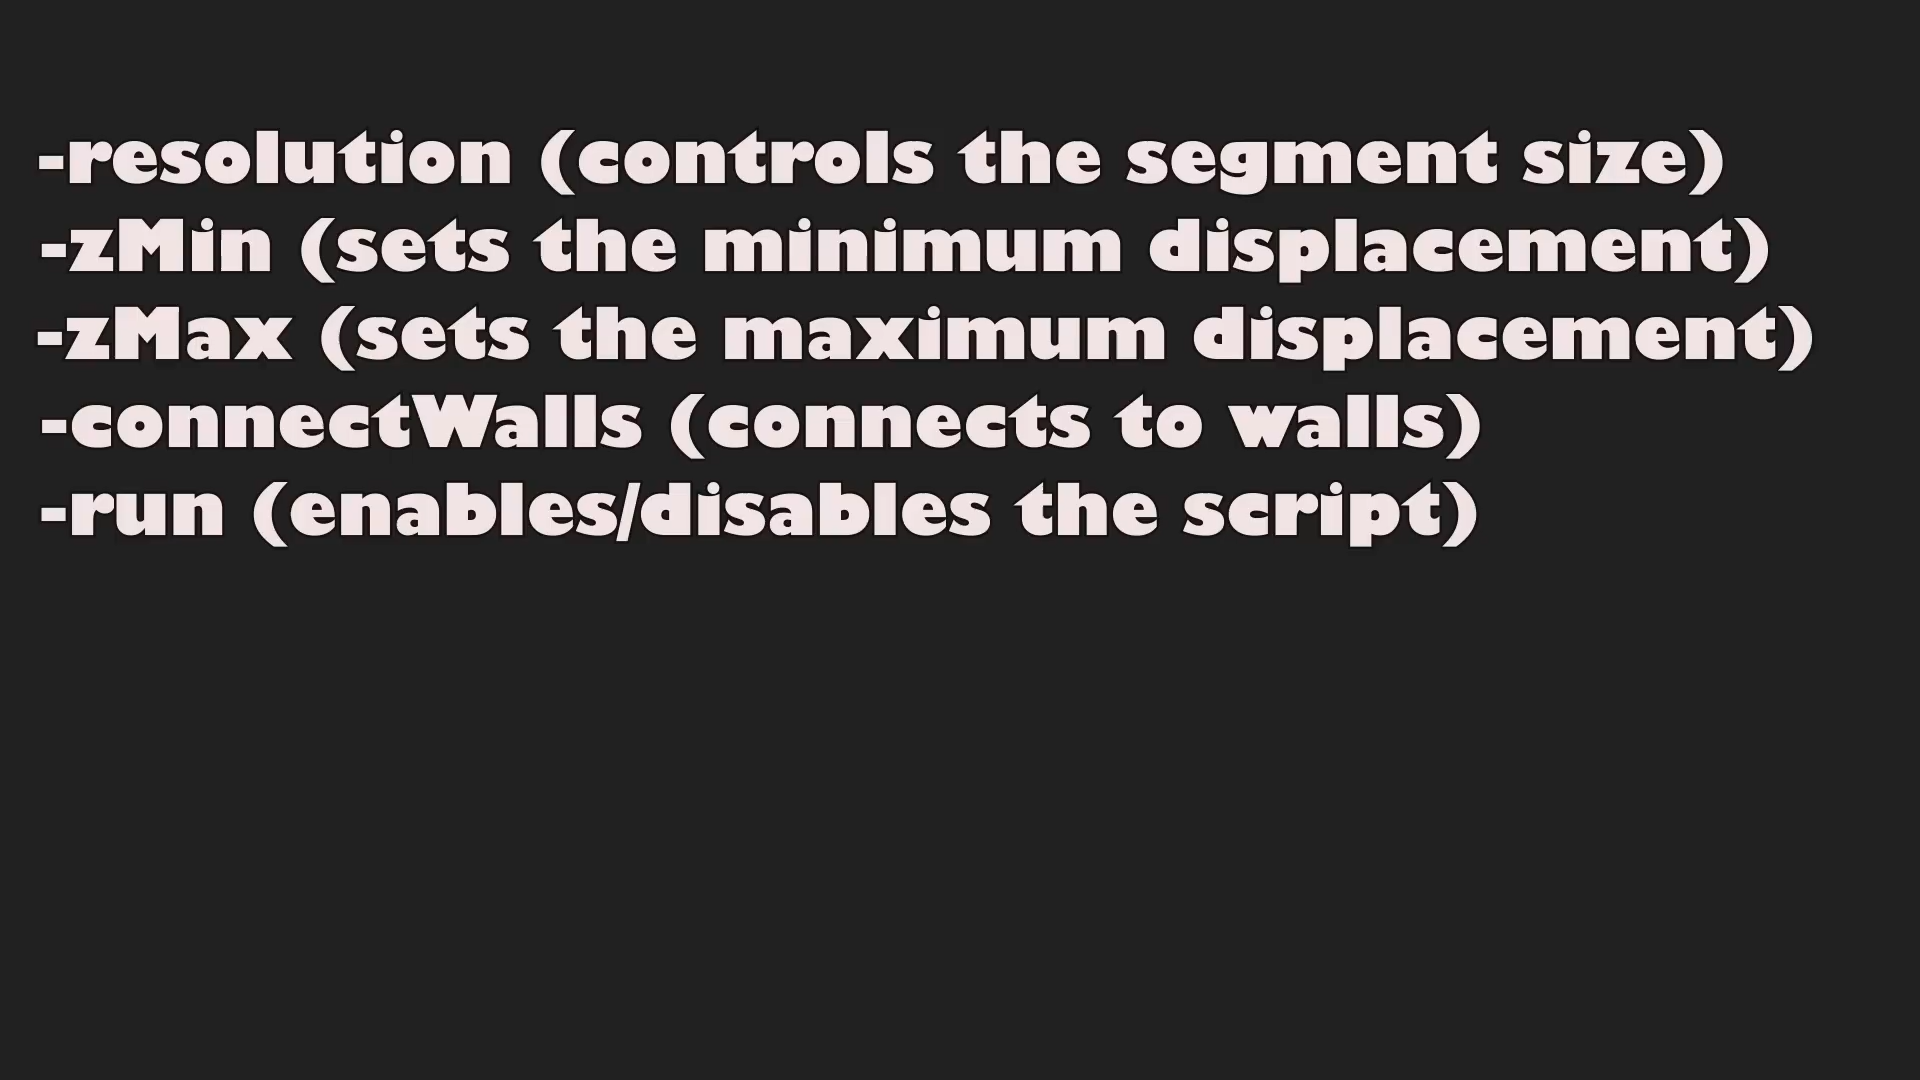 -resolution (controls the segment size)
-zMin (sets the minimum displacement)
-zMax (sets the maximum displacement)
-connectWalls (connects to walls)
-run (enables/disables the script)